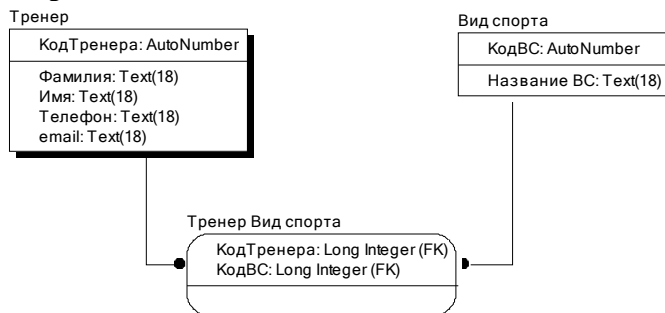 Тренер
КодТренера: AutoNumber
Фамилия: Text(18)
Имя: Text(18)
Телефон: Text(18)
email: Text(18)
Вид спорта
КодВС: AutoNumber
Название ВС: Text(18)
Тренер Вид спорта
КодТренера: Long Integer (FK)
КодВС: Long Integer (FK)